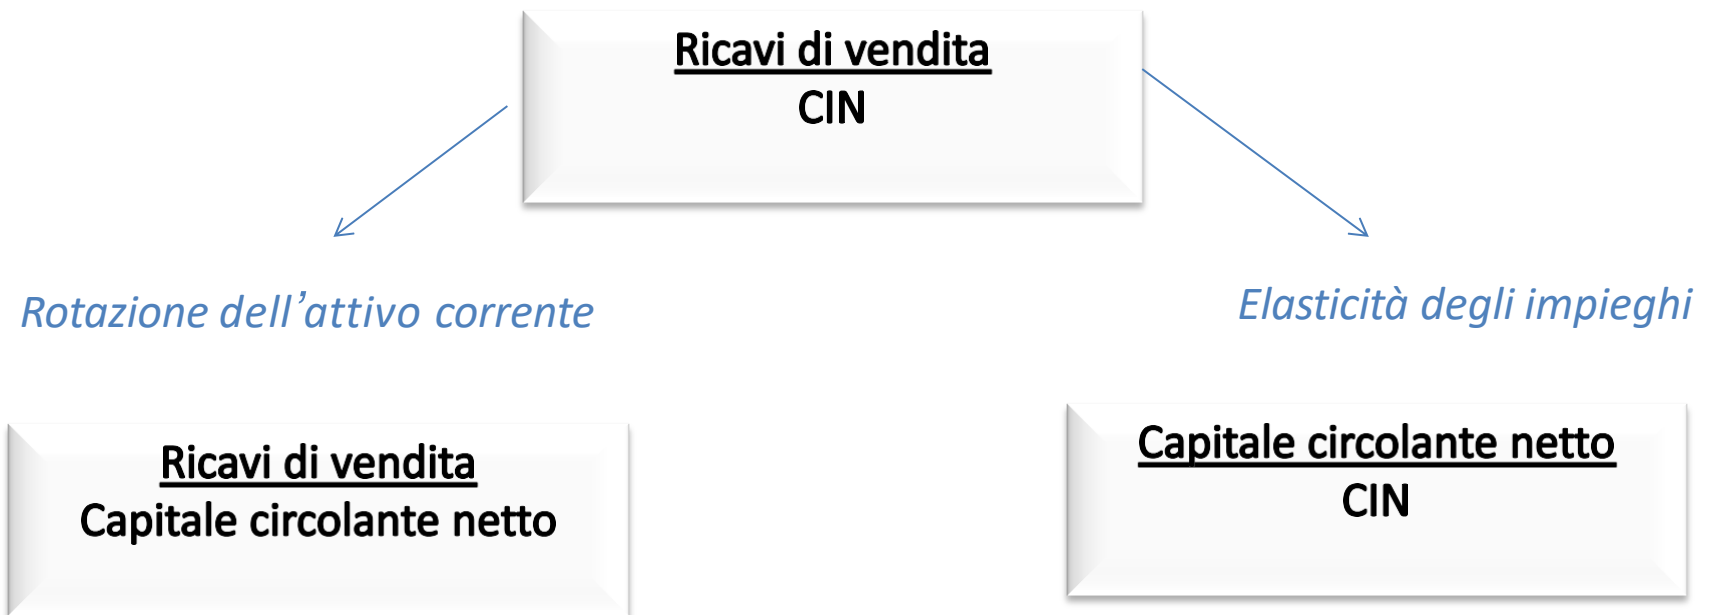 Ricavi di vendita
CIN
Rotazione dell’attivo corrente
Elasticità degli impieghi
Ricavi di vendita
Capitale circolante netto
Capitale circolante netto
CIN